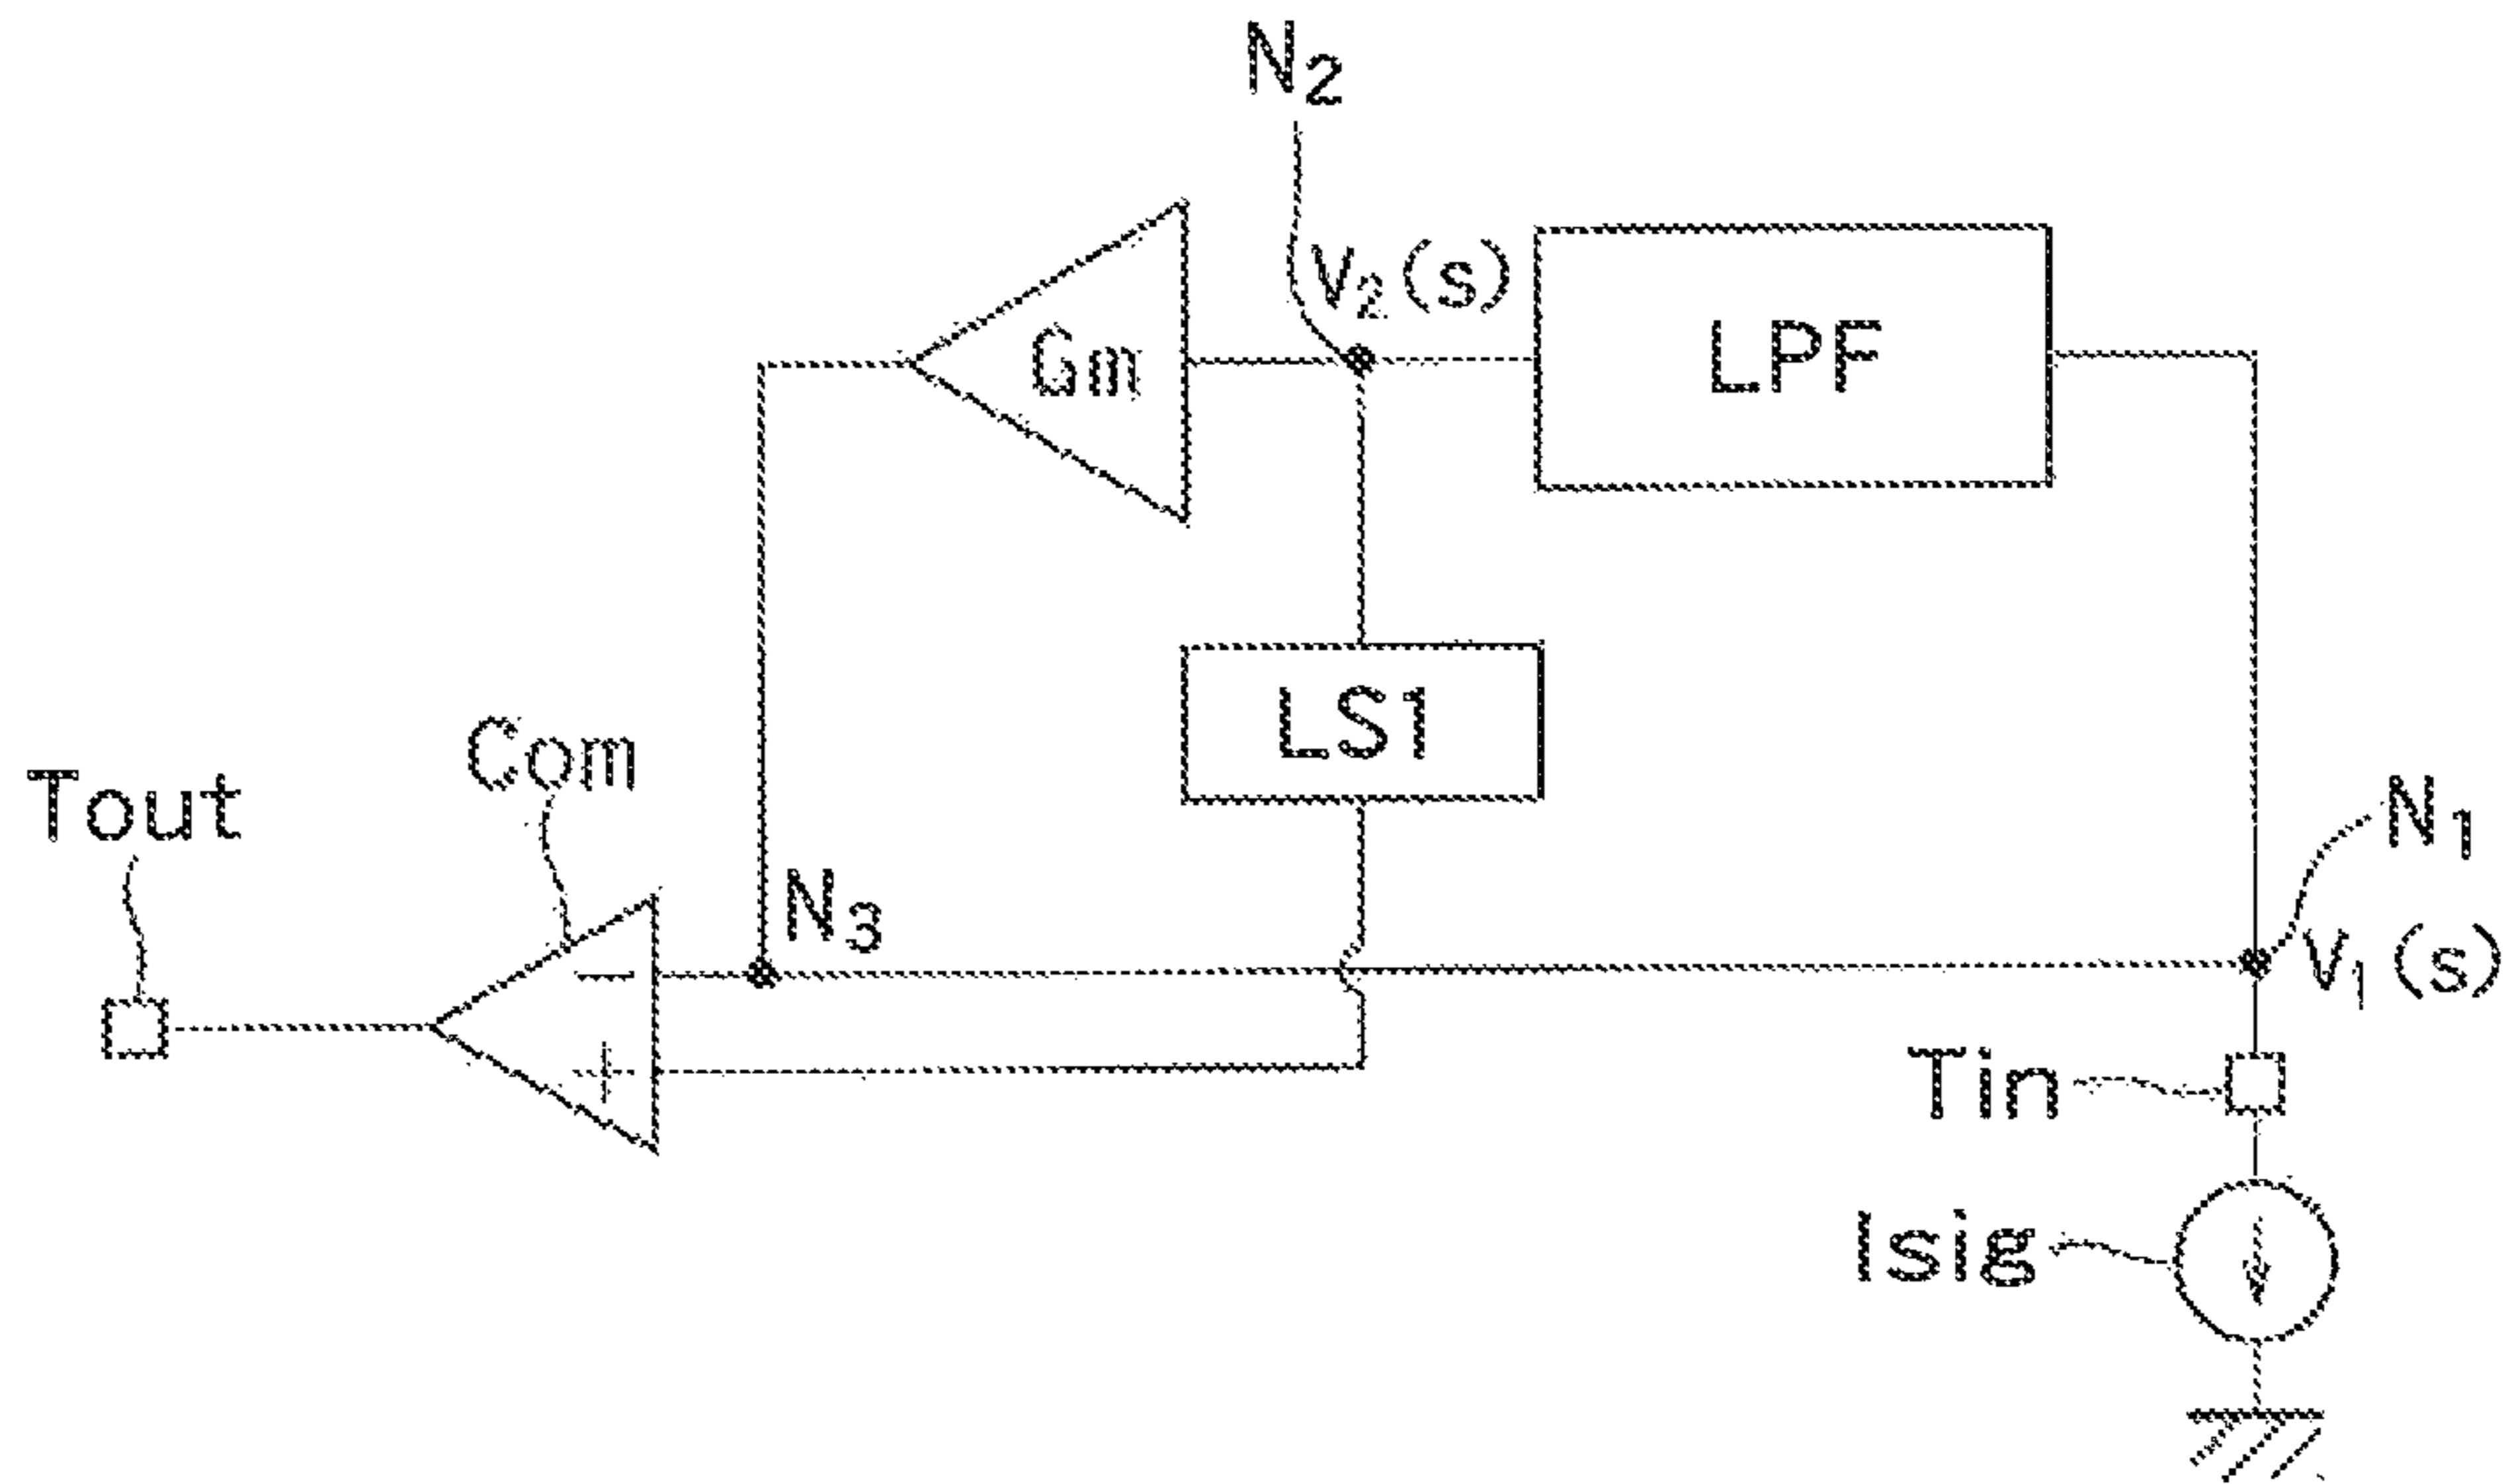 N2
V2(s)
Gm
LPF
LS1
Com
Tout
N3
N1
V1(s)
−
+
Tin
Isig